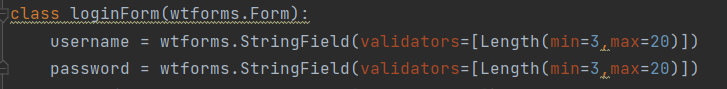 class loginForm(wtforms.Form):
    username = wtforms.StringField(validators=[Length(min=3,max=20)])
    password = wtforms.StringField(validators=[Length(min=3,max=20)])